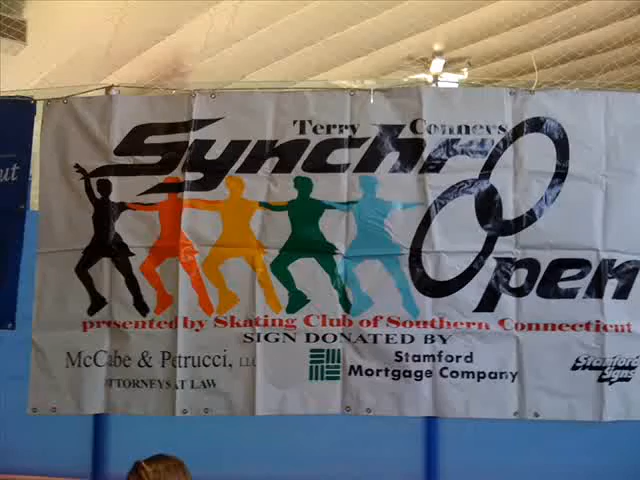 Terry Conners
Synchro
Open
presented by Skating Club of Southern Connecticut
SIGN DONATED BY
McCabe & Petrucci, LLC
ATTORNEYS AT LAW
Stamford
Mortgage Company
Stamford
Signs
ut